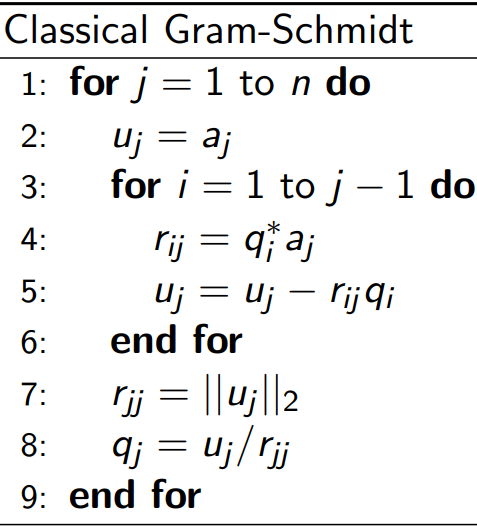 Classical Gram-Schmidt
1: for j = 1 to n do
2: u_j = a_j
3: for i = 1 to j − 1 do
4: r_{ij} = q_i^* a_j
5: u_j = u_j − r_{ij} q_i
6: end for
7: r_{jj} = ||u_j||_2
8: q_j = u_j / r_{jj}
9: end for